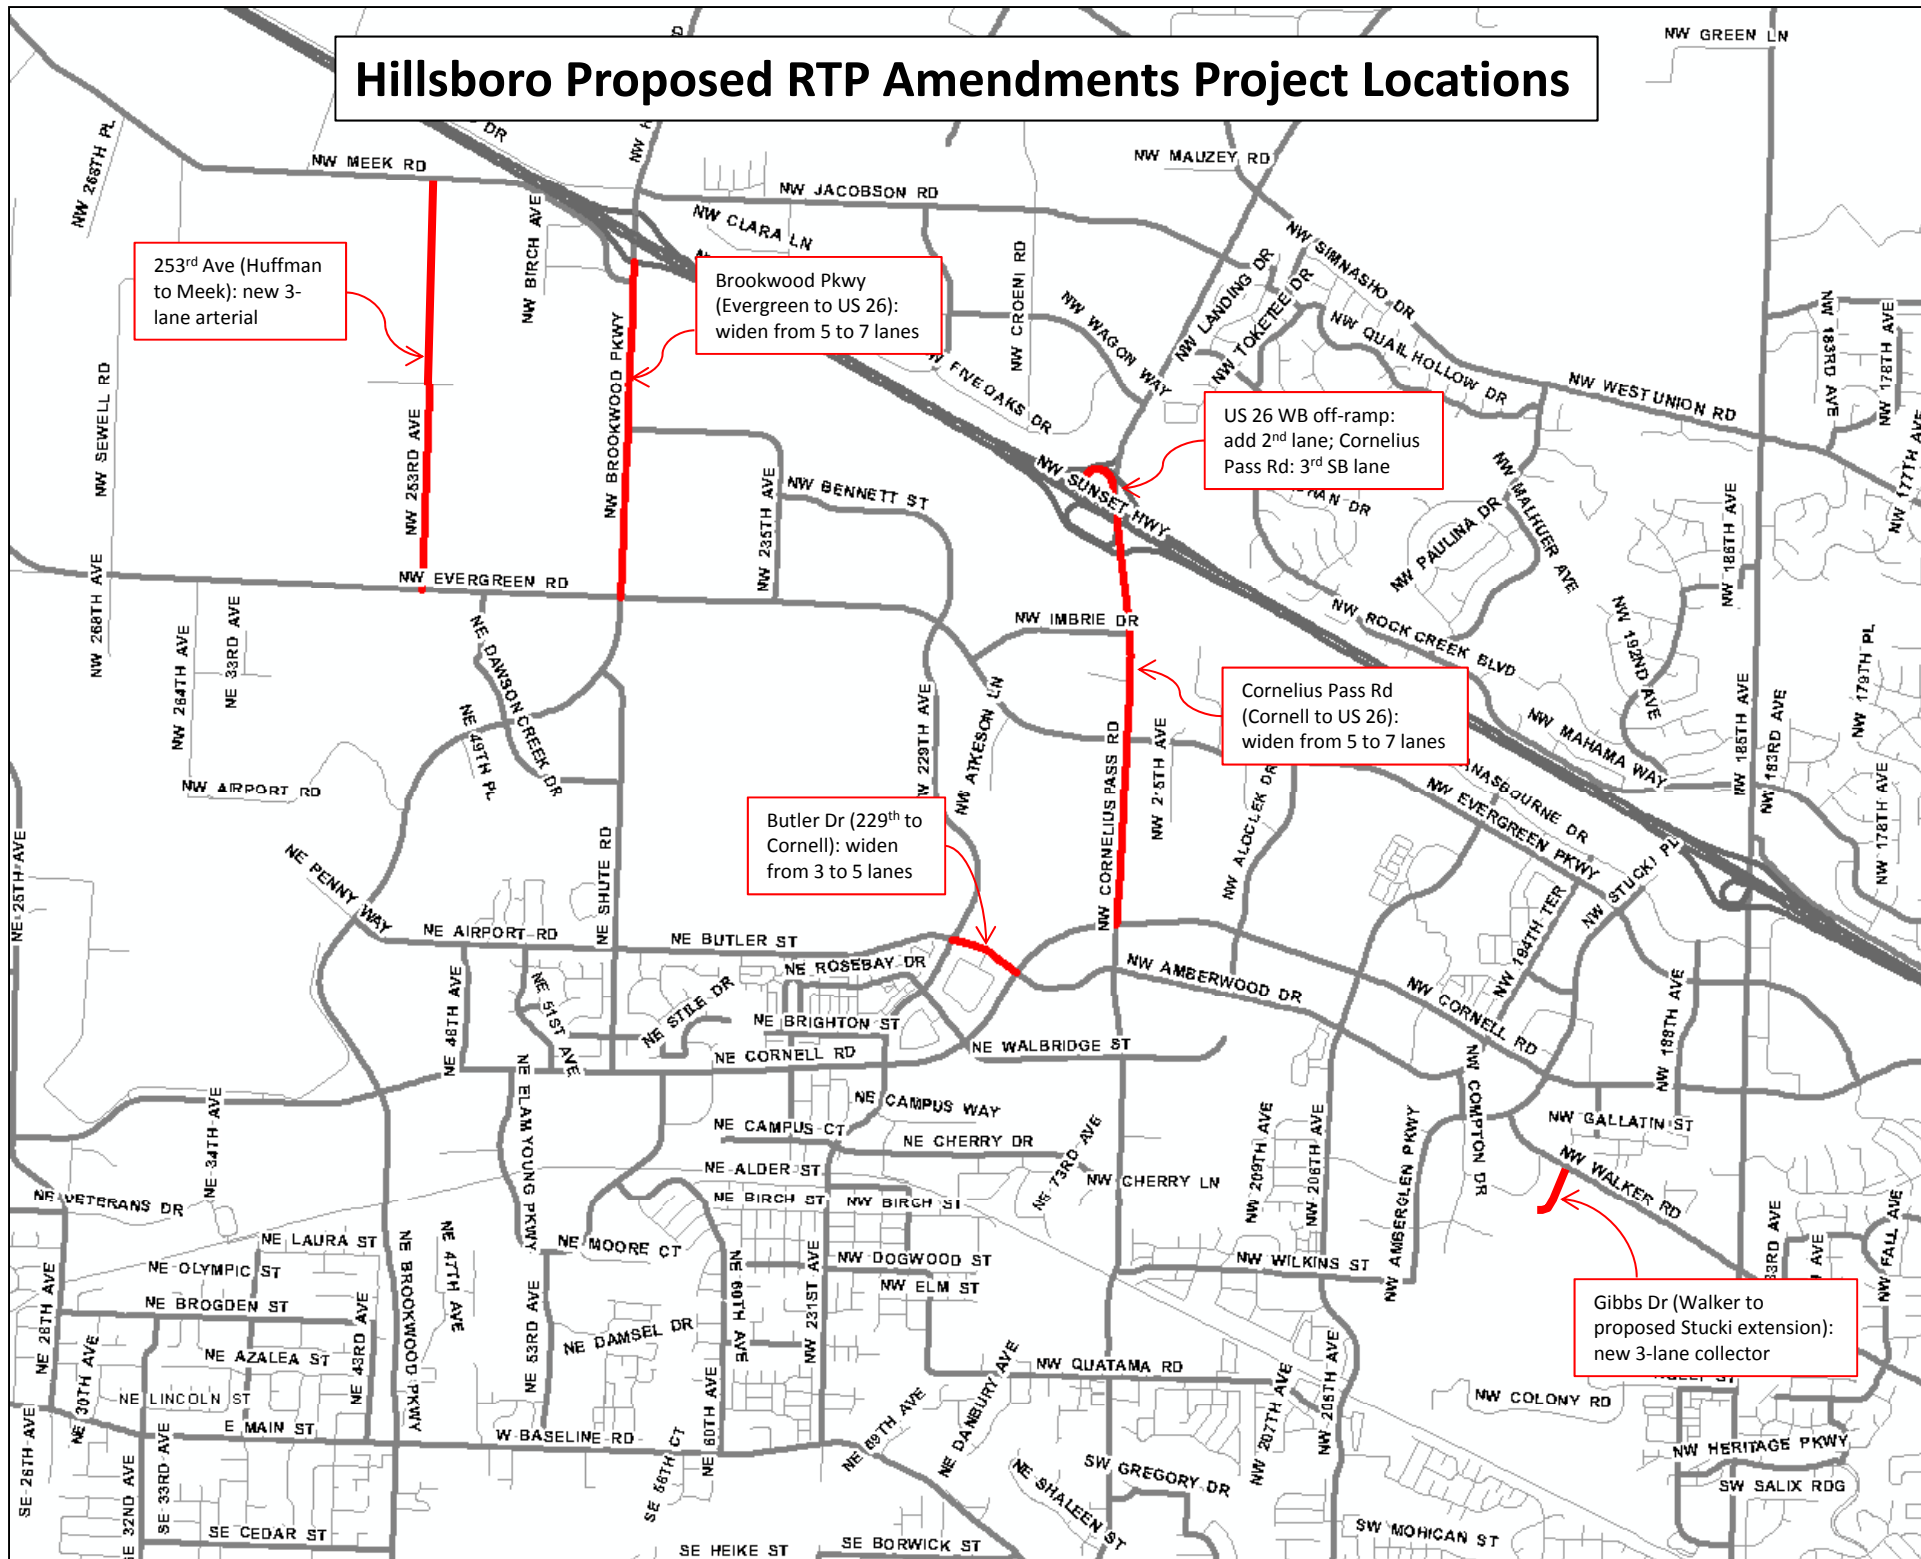 Hillsboro Proposed RTP Amendments Project Locations
NW GREEN LN
DR
NW MEEK RD
NW 268TH PL
NW MAUZEY RD
NW JACOBSON RD
NW CLARA LN
NW BIRCH AVE
NW CROENI RD
NW LANDING DR
NW TOKETEE DR
NW SIMNASHO DR
NW QUAIL HOLLOW DR
NW WAGON WAY
253rd Ave (Huffman
to Meek): new 3-
lane arterial
Brookwood Pkwy
(Evergreen to US 26):
widen from 5 to 7 lanes
NW 183RD AVE
NW 178TH AVE
NW 177TH AVE
NW WEST UNION RD
FIVE OAKS DR
US 26 WB off-ramp:
add 2nd lane; Cornelius
Pass Rd: 3rd SB lane
NW SEWELL RD
NW 253RD AVE
NW BROOKWOOD PKWY
NW 235TH AVE
NW BENNETT ST
NW SUNSET HWY
NW PAULINA DR
NW MALHUER AVE
NW 186TH AVE
NW EVERGREEN RD
NW 268TH AVE
NW 264TH AVE
NE 33RD AVE
NE DAWSON CREEK DR
NW IMBRIE DR
NW ROCK CREEK BLVD
NW 192ND AVE
NW 179TH PL
NE 49TH PL
NW 229TH AVE
NW ATKESON LN
NW CORNELIUS PASS RD
Cornelius Pass Rd
(Cornell to US 26):
widen from 5 to 7 lanes
NW MAHAMA WAY
NW 185TH AVE
NW 183RD AVE
NW 178TH AVE
NW AIRPORT RD
NW ALOCLEK DR
NW EVERGREEN PKWY
NW STUCKI PL
Butler Dr (229th to
Cornell): widen
from 3 to 5 lanes
NE 25TH AVE
NE PENNY WAY
NE SHUTE RD
NE AIRPORT RD
NE BUTLER ST
NE ROSEBAY DR
NW AMBERWOOD DR
NW 194TH TER
NW CORNELL RD
NW 188TH AVE
NE 48TH AVE
NE 51ST AVE
NE STILE DR
NE BRIGHTON ST
NE CORNELL RD
NE WALBRIDGE ST
NE CAMPUS WAY
NE CAMPUS CT
NE CHERRY DR
NE 34TH AVE
NE ELAM YOUNG PKWY
NE 73RD AVE
NW 209TH AVE
NW 206TH AVE
NW AMBERGLEN PKWY
NW COMPTON DR
NW GALLATIN ST
NW WALKER RD
NE ALDER ST
NE BIRCH ST
NW BIRCH ST
NW CHERRY LN
NE VETERANS DR
NE LAURA ST
NE OLYMPIC ST
NE BROGDEN ST
NE AZALEA ST
NE LINCOLN ST
E MAIN ST
NE 28TH AVE
NE 30TH AVE
NE 43RD AVE
NE BROOKWOOD PKWY
NE 47TH AVE
NE MOORE CT
NE 53RD AVE
NE DAMSEL DR
NE 60TH AVE
NW 231ST AVE
NW DOGWOOD ST
NW ELM ST
NW WILKINS ST
NW FALL AVE
Gibbs Dr (Walker to
proposed Stucki extension):
new 3-lane collector
NW QUATAMA RD
NE DANBURY AVE
NW 207TH AVE
NW 205TH AVE
NW COLONY RD
NW HERITAGE PKWY
SW SALIX RDG
W BASELINE RD
NE 60TH AVE
NE 69TH AVE
SE 56TH CT
NE SHALEEN ST
SW GREGORY DR
SE 26TH AVE
SE 32ND AVE
SE 33RD AVE
SE CEDAR ST
SE HEIKE ST
SE BORWICK ST
SW MOHICAN ST